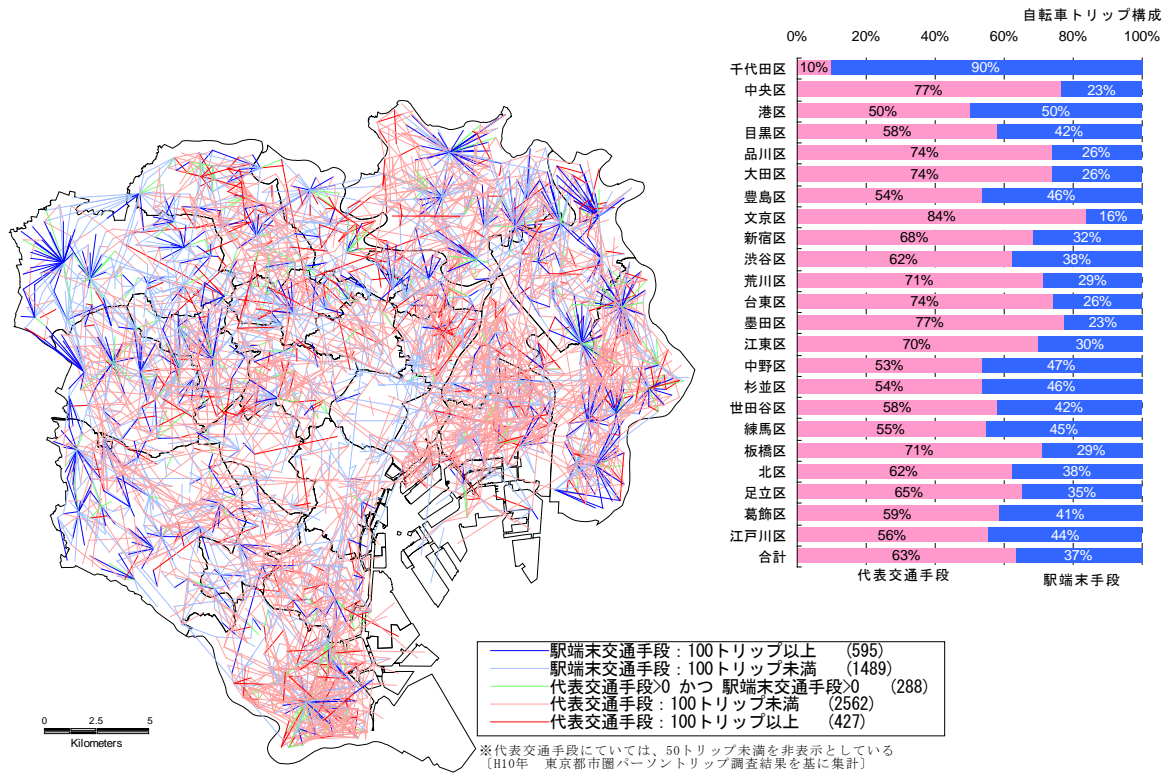 自転車トリップ構成
0% 20% 40% 60% 80% 100%
千代田区 10% 90%
中央区 77% 23%
港区 50% 50%
目黒区 58% 42%
品川区 74% 26%
大田区 74% 26%
豊島区 54% 46%
文京区 84% 16%
新宿区 68% 32%
渋谷区 62% 38%
荒川区 71% 29%
台東区 74% 26%
墨田区 77% 23%
江東区 70% 30%
中野区 53% 47%
杉並区 54% 46%
世田谷区 58% 42%
練馬区 55% 45%
板橋区 71% 29%
北区 62% 38%
足立区 65% 35%
葛飾区 59% 41%
江戸川区 56% 44%
合計 63% 37%
代表交通手段 駅端末手段
駅端末交通手段：100トリップ以上 (595)
駅端末交通手段：100トリップ未満 (1489)
代表交通手段>0 かつ 駅端末交通手段>0 (288)
代表交通手段：100トリップ未満 (2562)
代表交通手段：100トリップ以上 (427)
0 2.5 5
Kilometers
※代表交通手段にていては、50トリップ未満を非表示としている
［H10年 東京都市圏パーソントリップ調査結果を基に集計］